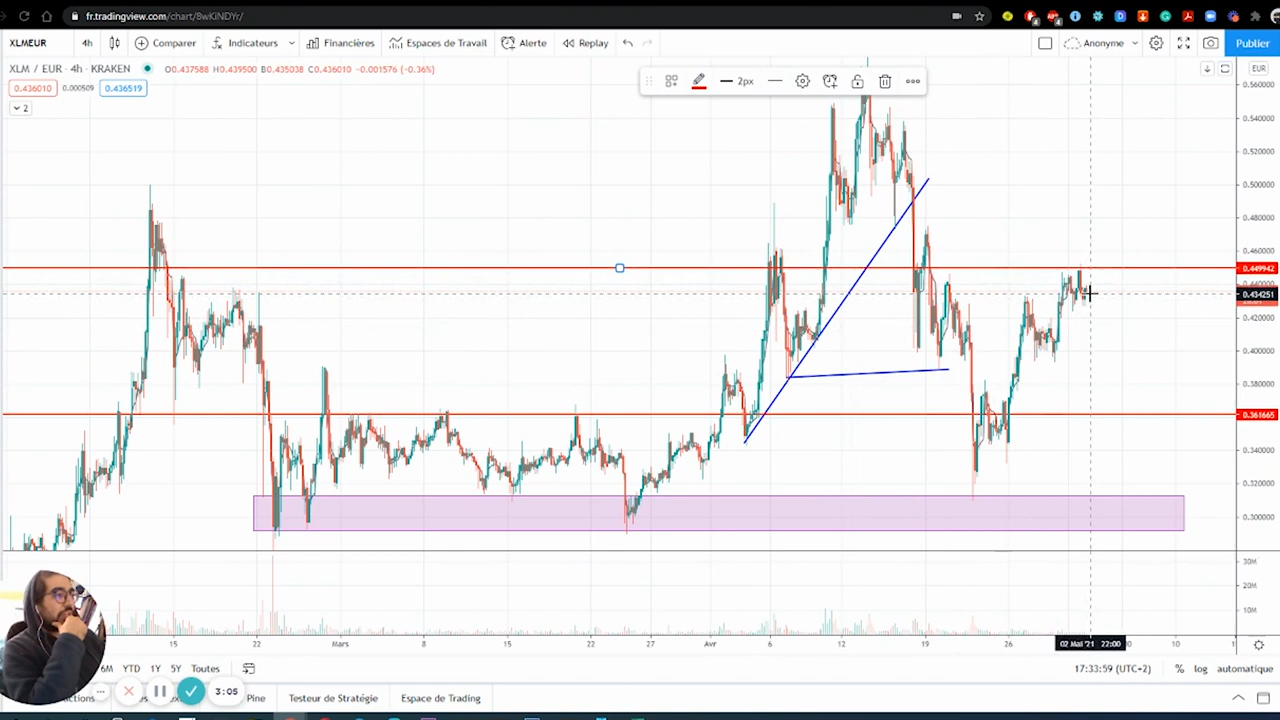 fr.tradingview.com/chart/8wKiNDYr/
XLMEUR 4h Comparer Indicateurs Financières Espaces de Travail Alerte Replay Anonyme Publier
XLM / EUR · 4h · KRAKEN O0.437588 H0.439500 B0.435038 C0.436010 -0.001576 (-0.36%)
2px
EUR
0.436010 0.000509 0.436519
2
0.560000
0.540000
0.520000
0.500000
0.480000
0.460000
0.449942
0.434251
0.420000
0.400000
0.380000
0.361665
0.340000
0.320000
0.300000
30M
20M
10M
15 22 Mars 8 15 22 27 Avr 6 12 19 26 02 Mai '21 22:00 10
6M YTD 1Y 5Y Toutes 17:33:59 (UTC+2) % log automatique
3:05 Pine Testeur de Stratégie Espace de Trading